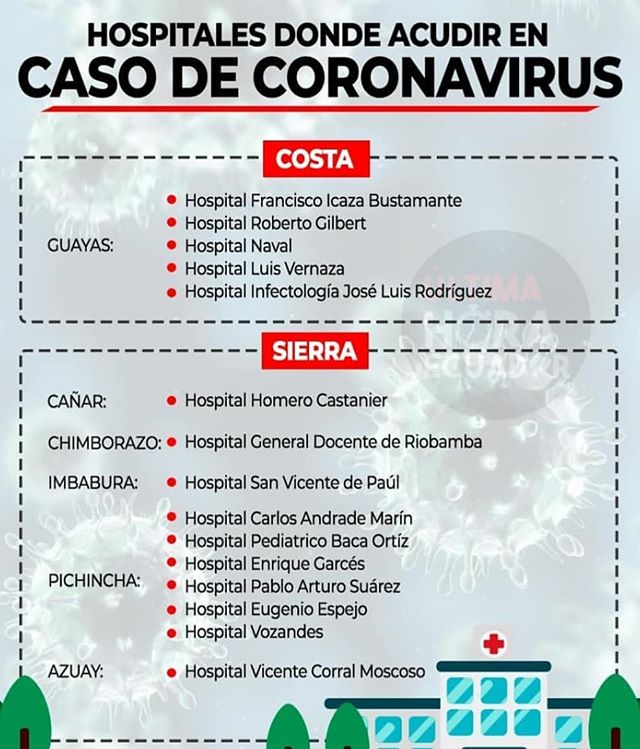 HOSPITALES DONDE ACUDIR EN
CASO DE CORONAVIRUS
COSTA
GUAYAS:
Hospital Francisco Icaza Bustamante
Hospital Roberto Gilbert
Hospital Naval
Hospital Luis Vernaza
Hospital Infectología José Luis Rodríguez
ÚLTIMA
HORA
ECUADOR
SIERRA
CAÑAR: Hospital Homero Castanier
CHIMBORAZO: Hospital General Docente de Riobamba
IMBABURA: Hospital San Vicente de Paúl
PICHINCHA:
Hospital Carlos Andrade Marín
Hospital Pediatrico Baca Ortíz
Hospital Enrique Garcés
Hospital Pablo Arturo Suárez
Hospital Eugenio Espejo
Hospital Vozandes
AZUAY: Hospital Vicente Corral Moscoso